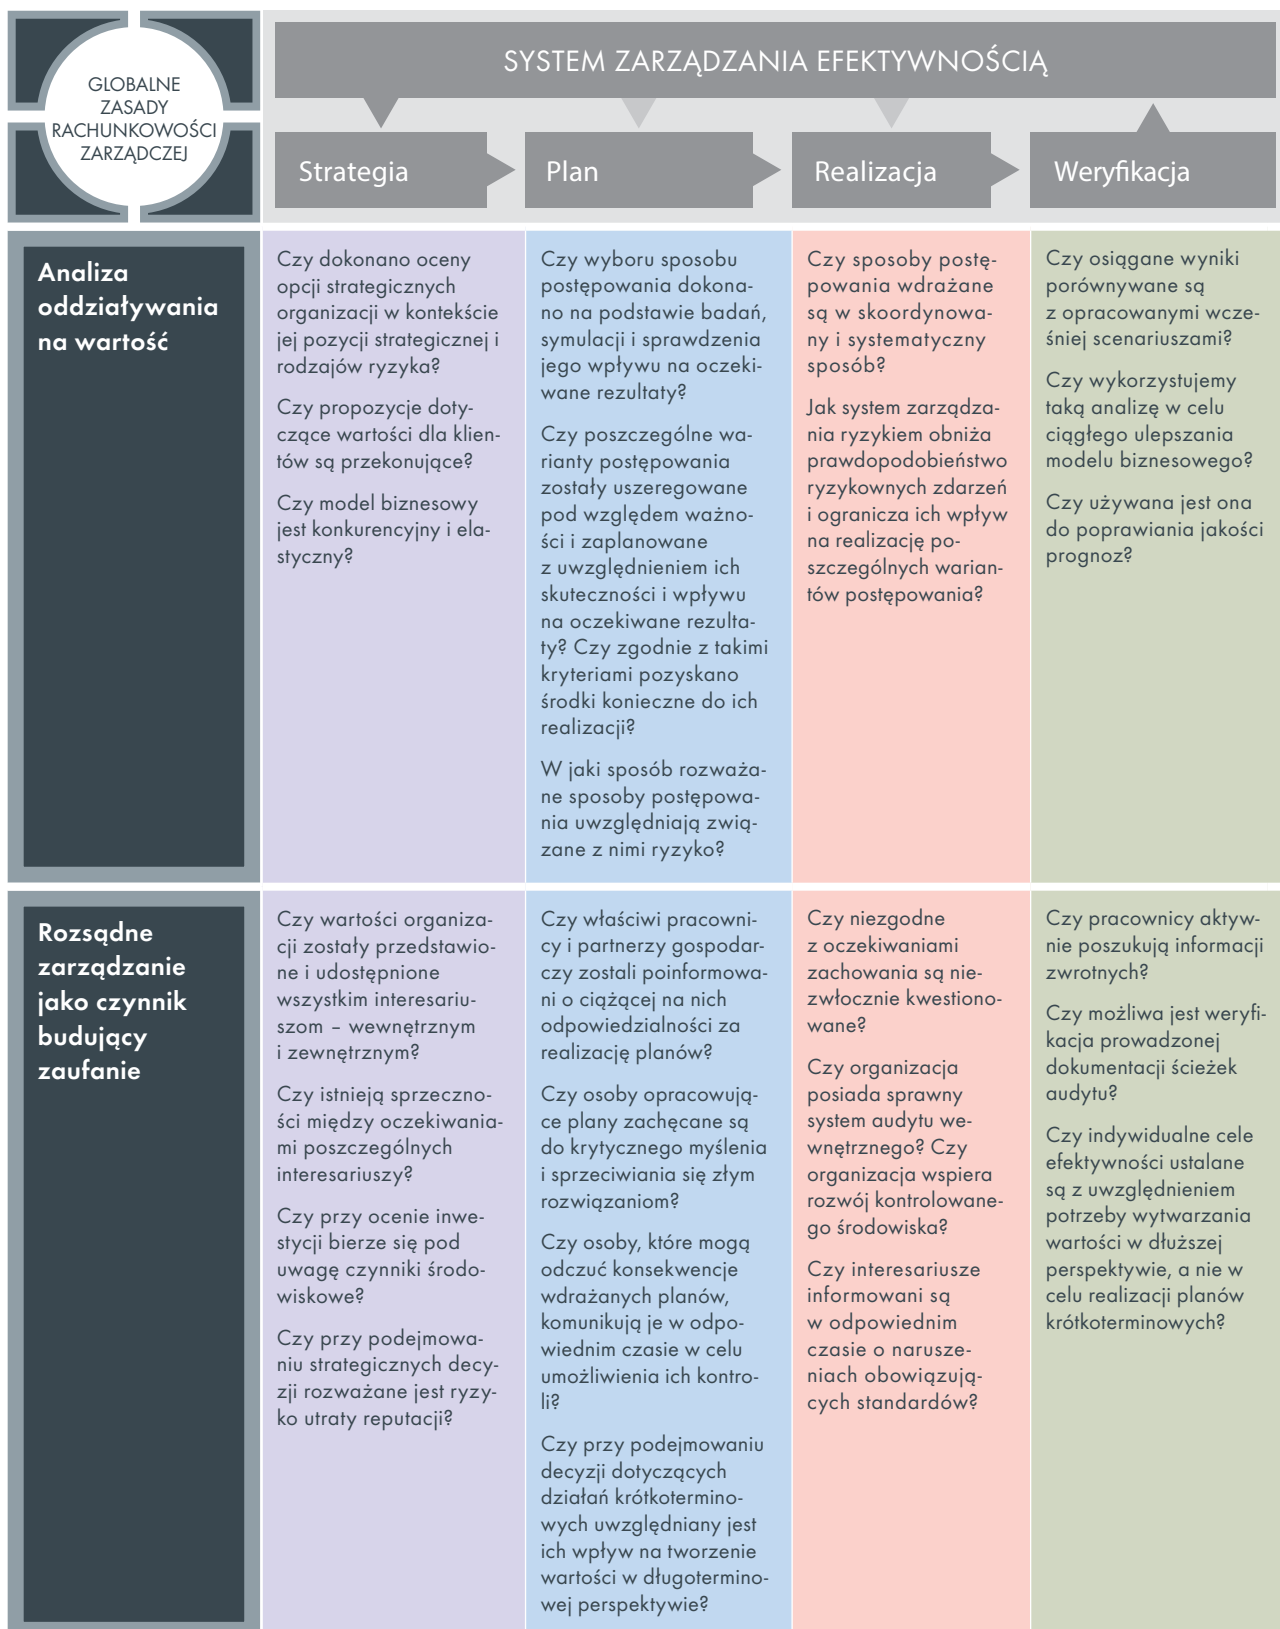 GLOBALNE
ZASADY
RACHUNKOWOŚCI
ZARZĄDCZEJ
SYSTEM ZARZĄDZANIA EFEKTYWNOŚCIĄ
Strategia
Plan
Realizacja
Weryfikacja
Analiza
oddziaływania
na wartość
Czy dokonano oceny
opcji strategicznych
organizacji w kontekście
jej pozycji strategicznej i
rodzajów ryzyka?
Czy propozycje doty-
czące wartości dla klien-
tów są przekonujące?
Czy model biznesowy
jest konkurencyjny i ela-
styczny?
Czy wyboru sposobu
postępowania dokona-
no na podstawie badań,
symulacji i sprawdzenia
jego wpływu na oczeki-
wane rezultaty?
Czy poszczególne wa-
rianty postępowania
zostały uszeregowane
pod względem ważno-
ści i zaplanowane
z uwzględnieniem ich
skuteczności i wpływu
na oczekiwane rezulta-
ty? Czy zgodnie z takimi
kryteriami pozyskano
środki konieczne do ich
realizacji?
W jaki sposób rozważa-
ne sposoby postępowa-
nia uwzględniają zwią-
zane z nimi ryzyko?
Czy sposoby postę-
powania wdrażane
są w skoordynowa-
ny i systematyczny
sposób?
Jak system zarządza-
nia ryzykiem obniża
prawdopodobieństwo
ryzykownych zdarzeń
i ogranicza ich wpływ
na realizację po-
szczególnych warian-
tów postępowania?
Czy osiągane wyniki
porównywane są
z opracowanymi wcze-
śniej scenariuszami?
Czy wykorzystujemy
taką analizę w celu
ciągłego ulepszania
modelu biznesowego?
Czy używana jest ona
do poprawiania jakości
prognoz?
Rozsądne
zarządzanie
jako czynnik
budujący
zaufanie
Czy wartości organiza-
cji zostały przedstawio-
ne i udostępnione
wszystkim interesariu-
szom – wewnętrznym
i zewnętrznym?
Czy istnieją sprzeczno-
ści między oczekiwania-
mi poszczególnych
interesariuszy?
Czy przy ocenie inwe-
stycji bierze się pod
uwagę czynniki środo-
wiskowe?
Czy przy podejmowa-
niu strategicznych decy-
zji rozważane jest ryzy-
ko utraty reputacji?
Czy właściwi pracowni-
cy i partnerzy gospodar-
czy zostali poinformowa-
ni o ciążącej na nich
odpowiedzialności za
realizację planów?
Czy osoby opracowują-
ce plany zachęcane są
do krytycznego myślenia
i sprzeciwiania się złym
rozwiązaniom?
Czy osoby, które mogą
odczuć konsekwencje
wdrażanych planów,
komunikują je w odpo-
wiednim czasie w celu
umożliwienia ich kontro-
li?
Czy przy podejmowaniu
decyzji dotyczących
działań krótkotermino-
wych uwzględniany jest
ich wpływ na tworzenie
wartości w długotermino-
wej perspektywie?
Czy niezgodne
z oczekiwaniami
zachowania są nie-
zwłocznie kwestiono-
wane?
Czy organizacja
posiada sprawny
system audytu we-
wnętrznego? Czy
organizacja wspiera
rozwój kontrolowane-
go środowiska?
Czy interesariusze
informowani są
w odpowiednim
czasie o narusze-
niach obowiązują-
cych standardów?
Czy pracownicy aktyw-
nie poszukują informacji
zwrotnych?
Czy możliwa jest weryfi-
kacja prowadzonej
dokumentacji ścieżek
audytu?
Czy indywidualne cele
efektywności ustalane
są z uwzględnieniem
potrzeby wytwarzania
wartości w dłuższej
perspektywie, a nie w
celu realizacji planów
krótkoterminowych?